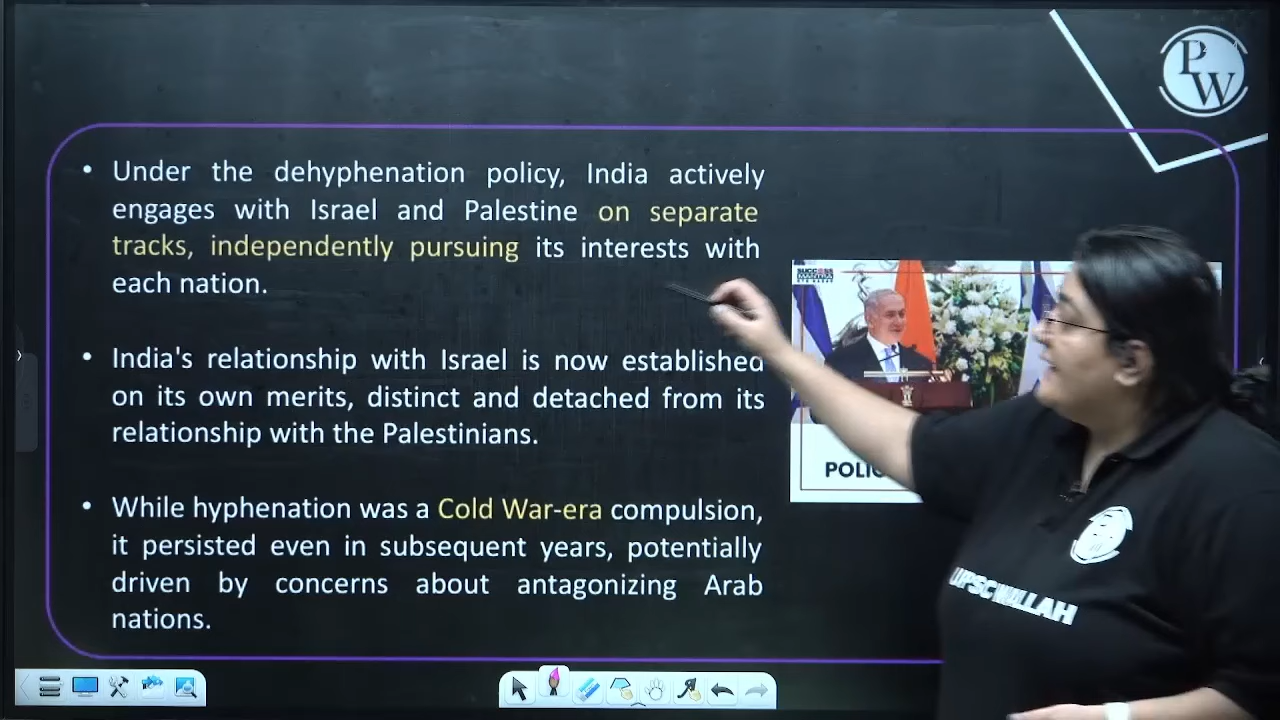 PW
• Under the dehyphenation policy, India actively
engages with Israel and Palestine on separate
tracks, independently pursuing its interests with
each nation.
• India's relationship with Israel is now established
on its own merits, distinct and detached from its
relationship with the Palestinians.
• While hyphenation was a Cold War-era compulsion,
it persisted even in subsequent years, potentially
driven by concerns about antagonizing Arab
nations.
SUCCESS
UPSC WALLAH